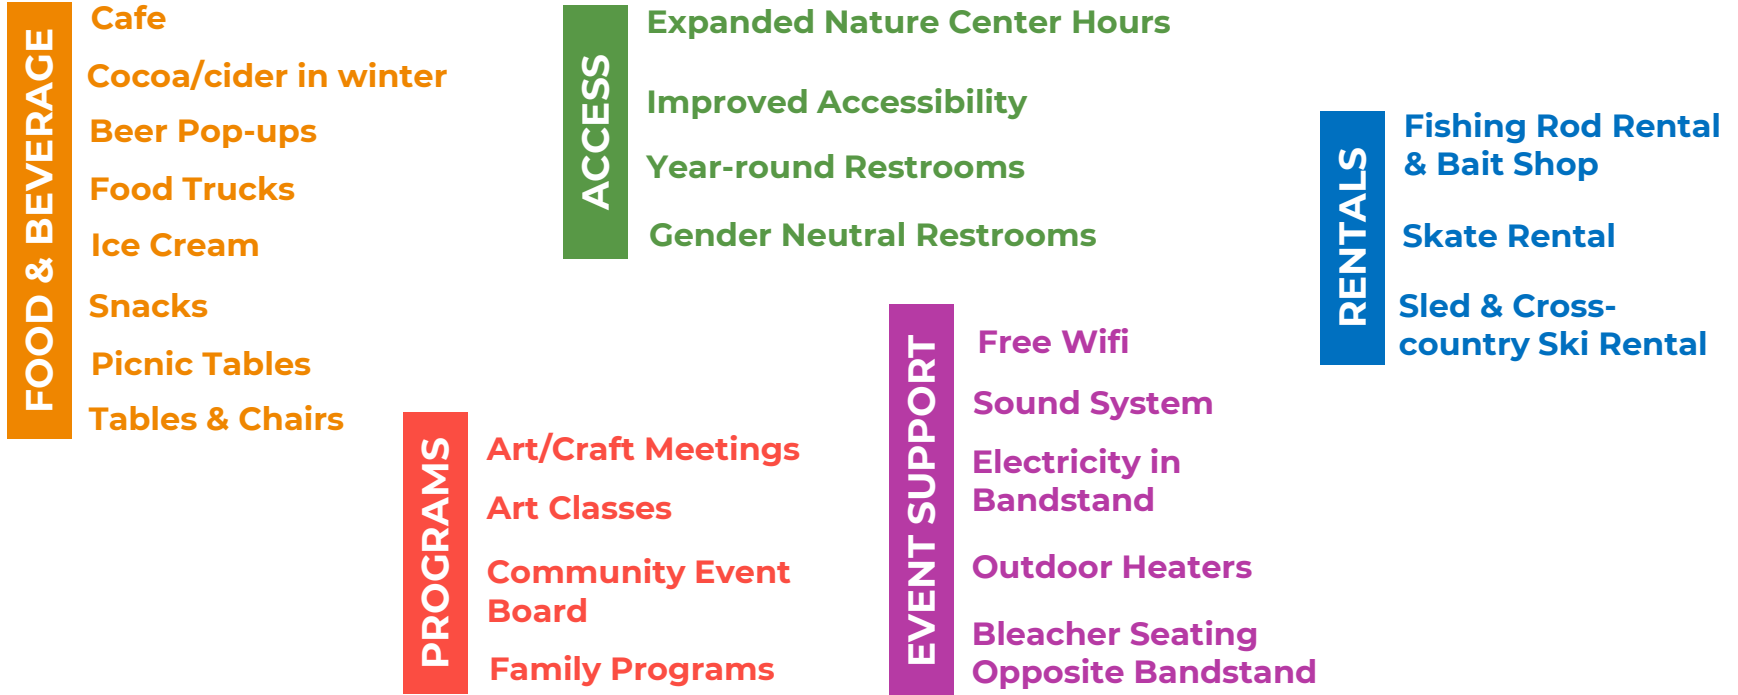 FOOD & BEVERAGE
Cafe
Cocoa/cider in winter
Beer Pop-ups
Food Trucks
Ice Cream
Snacks
Picnic Tables
Tables & Chairs
ACCESS
Expanded Nature Center Hours
Improved Accessibility
Year-round Restrooms
Gender Neutral Restrooms
RENTALS
Fishing Rod Rental
& Bait Shop
Skate Rental
Sled & Cross-
country Ski Rental
PROGRAMS
Art/Craft Meetings
Art Classes
Community Event
Board
Family Programs
EVENT SUPPORT
Free Wifi
Sound System
Electricity in
Bandstand
Outdoor Heaters
Bleacher Seating
Opposite Bandstand